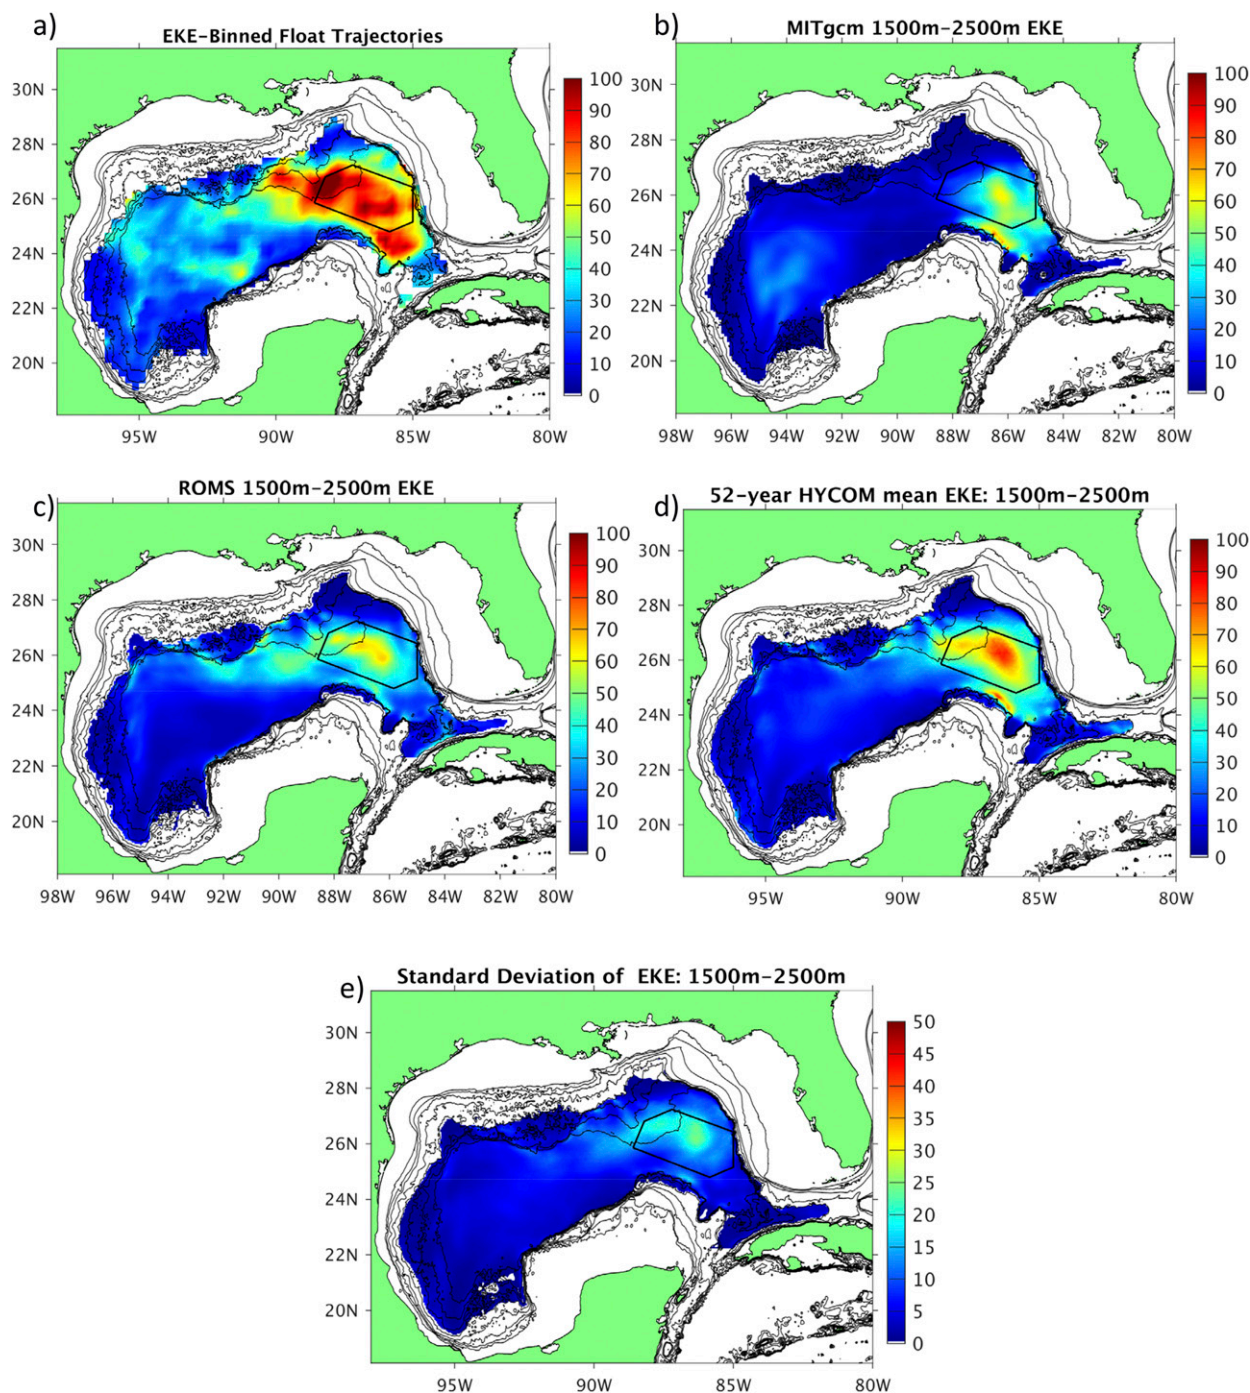 a)
EKE-Binned Float Trajectories
30N
28N
26N
24N
22N
20N
95W 90W 85W 80W
100
90
80
70
60
50
40
30
20
10
0
b)
MITgcm 1500m-2500m EKE
30N
28N
26N
24N
22N
20N
98W 96W 94W 92W 90W 88W 86W 84W 82W 80W
100
90
80
70
60
50
40
30
20
10
0
c)
ROMS 1500m-2500m EKE
30N
28N
26N
24N
22N
20N
98W 96W 94W 92W 90W 88W 86W 84W 82W 80W
100
90
80
70
60
50
40
30
20
10
0
d)
52-year HYCOM mean EKE: 1500m-2500m
30N
28N
26N
24N
22N
20N
95W 90W 85W 80W
100
90
80
70
60
50
40
30
20
10
0
e)
Standard Deviation of EKE: 1500m-2500m
30N
28N
26N
24N
22N
20N
95W 90W 85W 80W
50
45
40
35
30
25
20
15
10
5
0